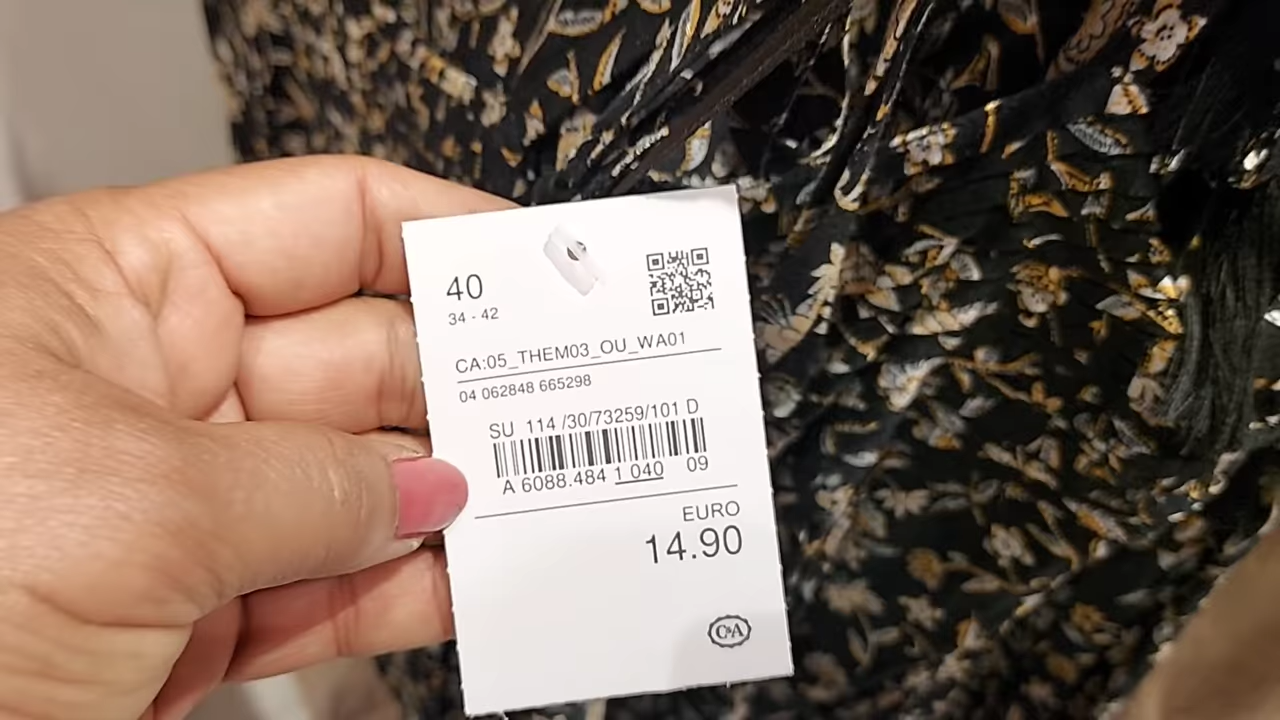 40
34 - 42
CA:05_THEM03_OU_WA01
04 062848 665298
SU 114 /30/73259/101 D
A 6088.484 1 040 09
EURO
14.90
C&A